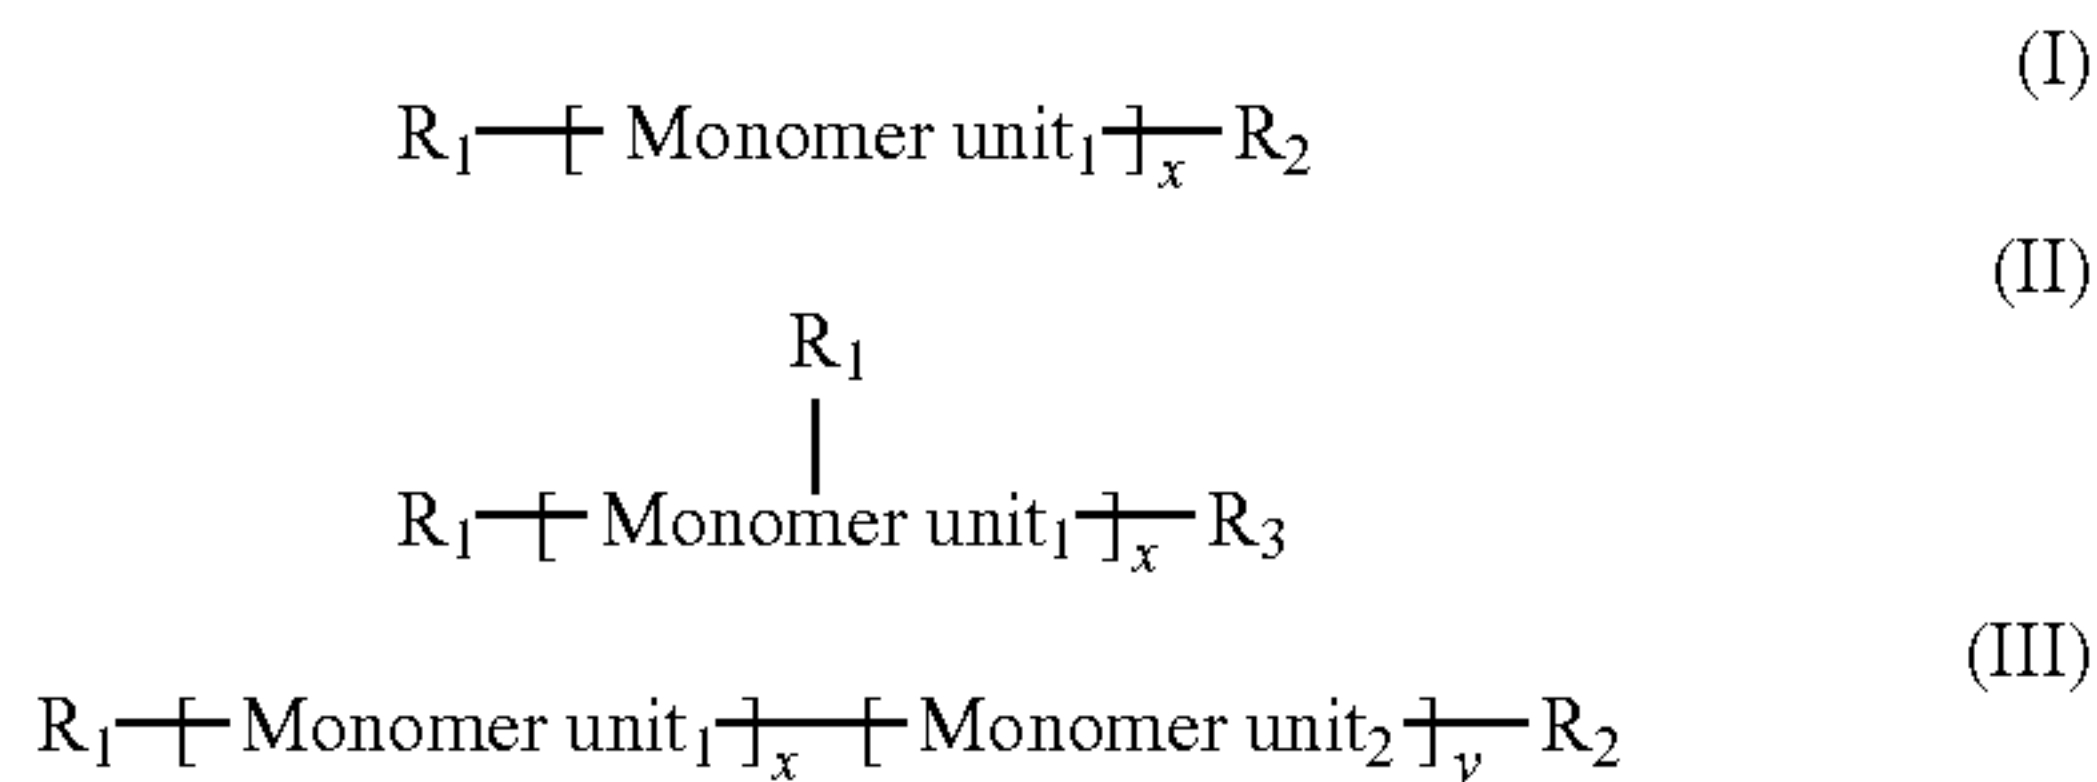 (I)
R₁—[ Monomer unit₁ ]ₓ—R₂
(II)
R₁
R₁—[ Monomer unit₁ ]ₓ—R₃
(III)
R₁—[ Monomer unit₁ ]ₓ—[ Monomer unit₂ ]y—R₂